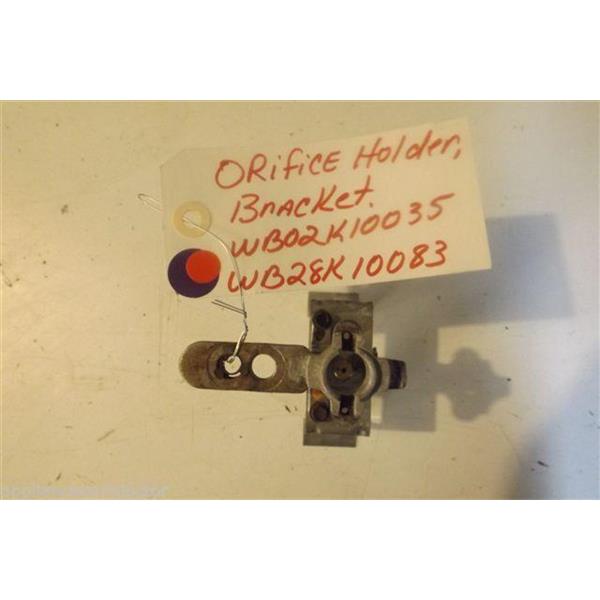 ORifiCE Holder,
BracKet.
WB02K10035
WB28K10083